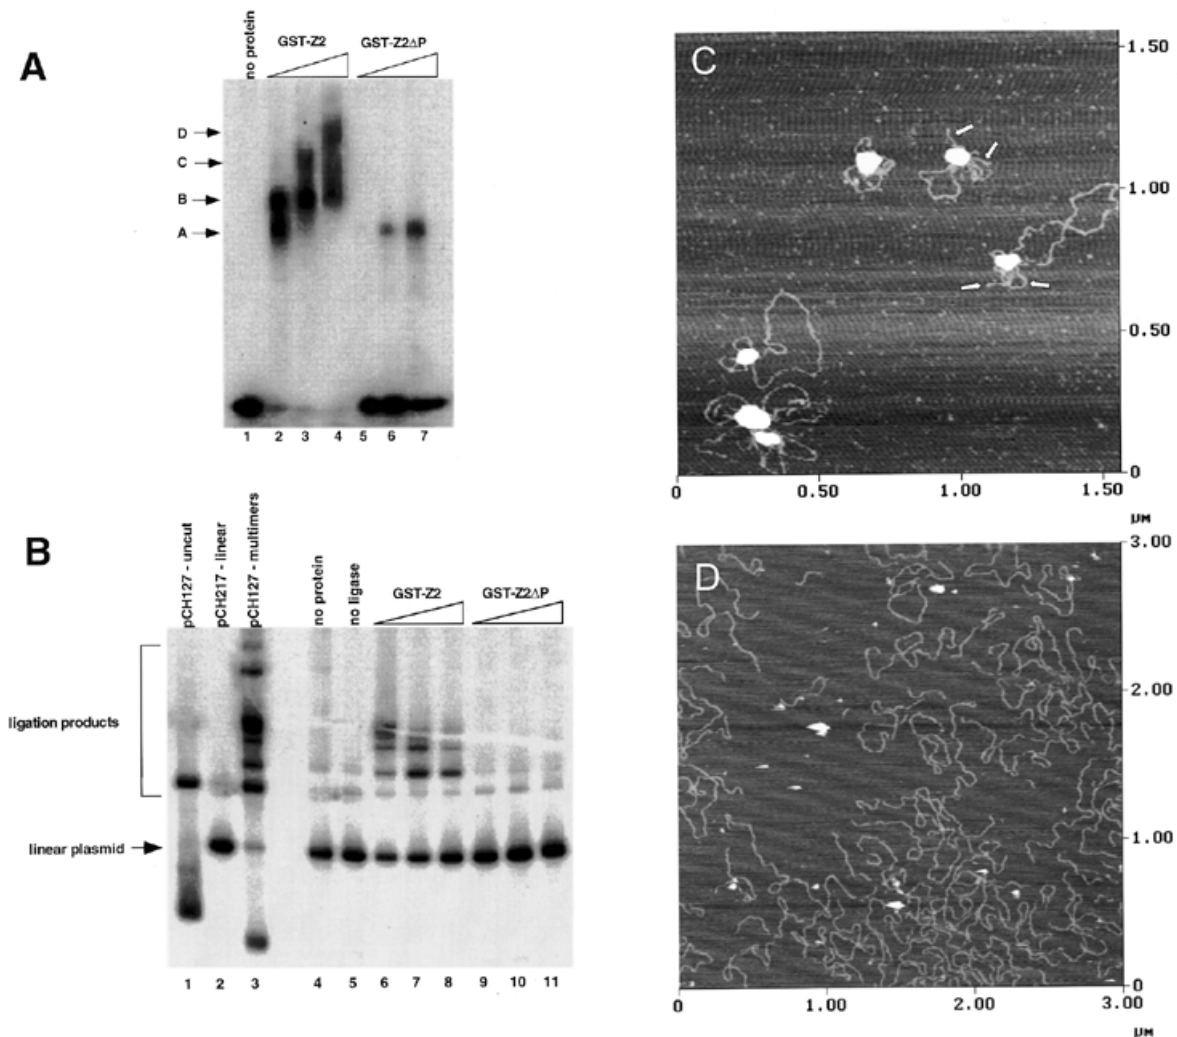 A
no protein
GST-Z2
GST-Z2ΔP
D
C
B
A
1 2 3 4 5 6 7
B
pCH127 - uncut
pCH217 - linear
pCH127 - multimers
no protein
no ligase
GST-Z2
GST-Z2ΔP
ligation products
linear plasmid
1 2 3 4 5 6 7 8 9 10 11
C
1.50
1.00
0.50
0
0 0.50 1.00 1.50
μM
D
3.00
2.00
1.00
0
0 1.00 2.00 3.00
μM